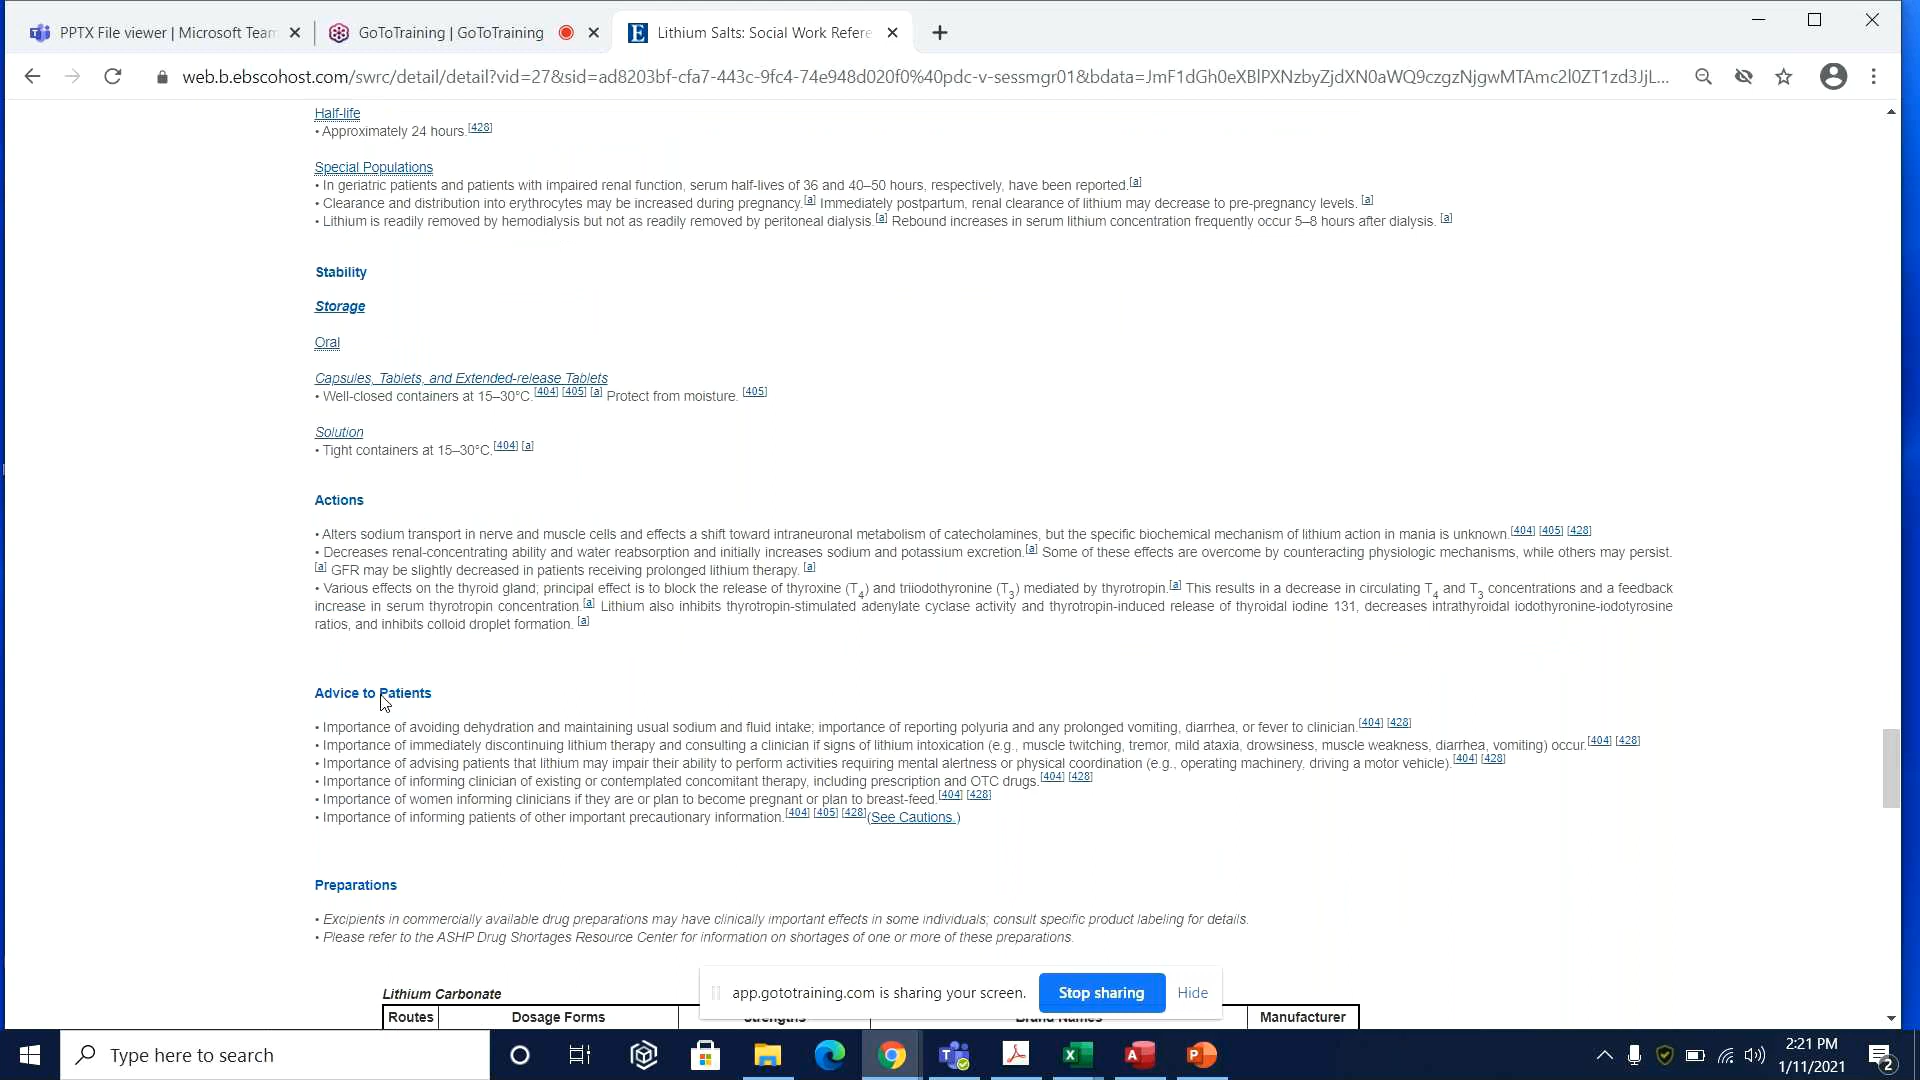 PPTX File viewer | Microsoft Team
GoToTraining | GoToTraining
Lithium Salts: Social Work Refere
web.b.ebscohost.com/swrc/detail/detail?vid=27&sid=ad8203bf-cfa7-443c-9fc4-74e948d020f0%40pdc-v-sessmgr01&bdata=JmF1dGh0eXBlPXNzbyZjdXN0aWQ9czgzNjgwMTAmc2l0ZT1zd3JjL...
Half-life
• Approximately 24 hours.[428]
Special Populations
• In geriatric patients and patients with impaired renal function, serum half-lives of 36 and 40–50 hours, respectively, have been reported.[a]
• Clearance and distribution into erythrocytes may be increased during pregnancy.[a] Immediately postpartum, renal clearance of lithium may decrease to pre-pregnancy levels. [a]
• Lithium is readily removed by hemodialysis but not as readily removed by peritoneal dialysis.[a] Rebound increases in serum lithium concentration frequently occur 5–8 hours after dialysis. [a]
Stability
Storage
Oral
Capsules, Tablets, and Extended-release Tablets
• Well-closed containers at 15–30°C.[404] [405] [a] Protect from moisture. [405]
Solution
• Tight containers at 15–30°C.[404] [a]
Actions
• Alters sodium transport in nerve and muscle cells and effects a shift toward intraneuronal metabolism of catecholamines, but the specific biochemical mechanism of lithium action in mania is unknown.[404] [405] [428]
• Decreases renal-concentrating ability and water reabsorption and initially increases sodium and potassium excretion.[a] Some of these effects are overcome by counteracting physiologic mechanisms, while others may persist.
[a] GFR may be slightly decreased in patients receiving prolonged lithium therapy. [a]
• Various effects on the thyroid gland; principal effect is to block the release of thyroxine (T4) and triiodothyronine (T3) mediated by thyrotropin.[a] This results in a decrease in circulating T4 and T3 concentrations and a feedback
increase in serum thyrotropin concentration.[a] Lithium also inhibits thyrotropin-stimulated adenylate cyclase activity and thyrotropin-induced release of thyroidal iodine 131, decreases intrathyroidal iodothyronine-iodotyrosine
ratios, and inhibits colloid droplet formation. [a]
Advice to Patients
• Importance of avoiding dehydration and maintaining usual sodium and fluid intake; importance of reporting polyuria and any prolonged vomiting, diarrhea, or fever to clinician.[404] [428]
• Importance of immediately discontinuing lithium therapy and consulting a clinician if signs of lithium intoxication (e.g., muscle twitching, tremor, mild ataxia, drowsiness, muscle weakness, diarrhea, vomiting) occur.[404] [428]
• Importance of advising patients that lithium may impair their ability to perform activities requiring mental alertness or physical coordination (e.g., operating machinery, driving a motor vehicle).[404] [428]
• Importance of informing clinician of existing or contemplated concomitant therapy, including prescription and OTC drugs.[404] [428]
• Importance of women informing clinicians if they are or plan to become pregnant or plan to breast-feed.[404] [428]
• Importance of informing patients of other important precautionary information.[404] [405] [428](See Cautions.)
Preparations
• Excipients in commercially available drug preparations may have clinically important effects in some individuals; consult specific product labeling for details.
• Please refer to the ASHP Drug Shortages Resource Center for information on shortages of one or more of these preparations.
Lithium Carbonate
Routes Dosage Forms Strengths Brand Names Manufacturer
app.gototraining.com is sharing your screen. Stop sharing Hide
Type here to search
2:21 PM
1/11/2021
2